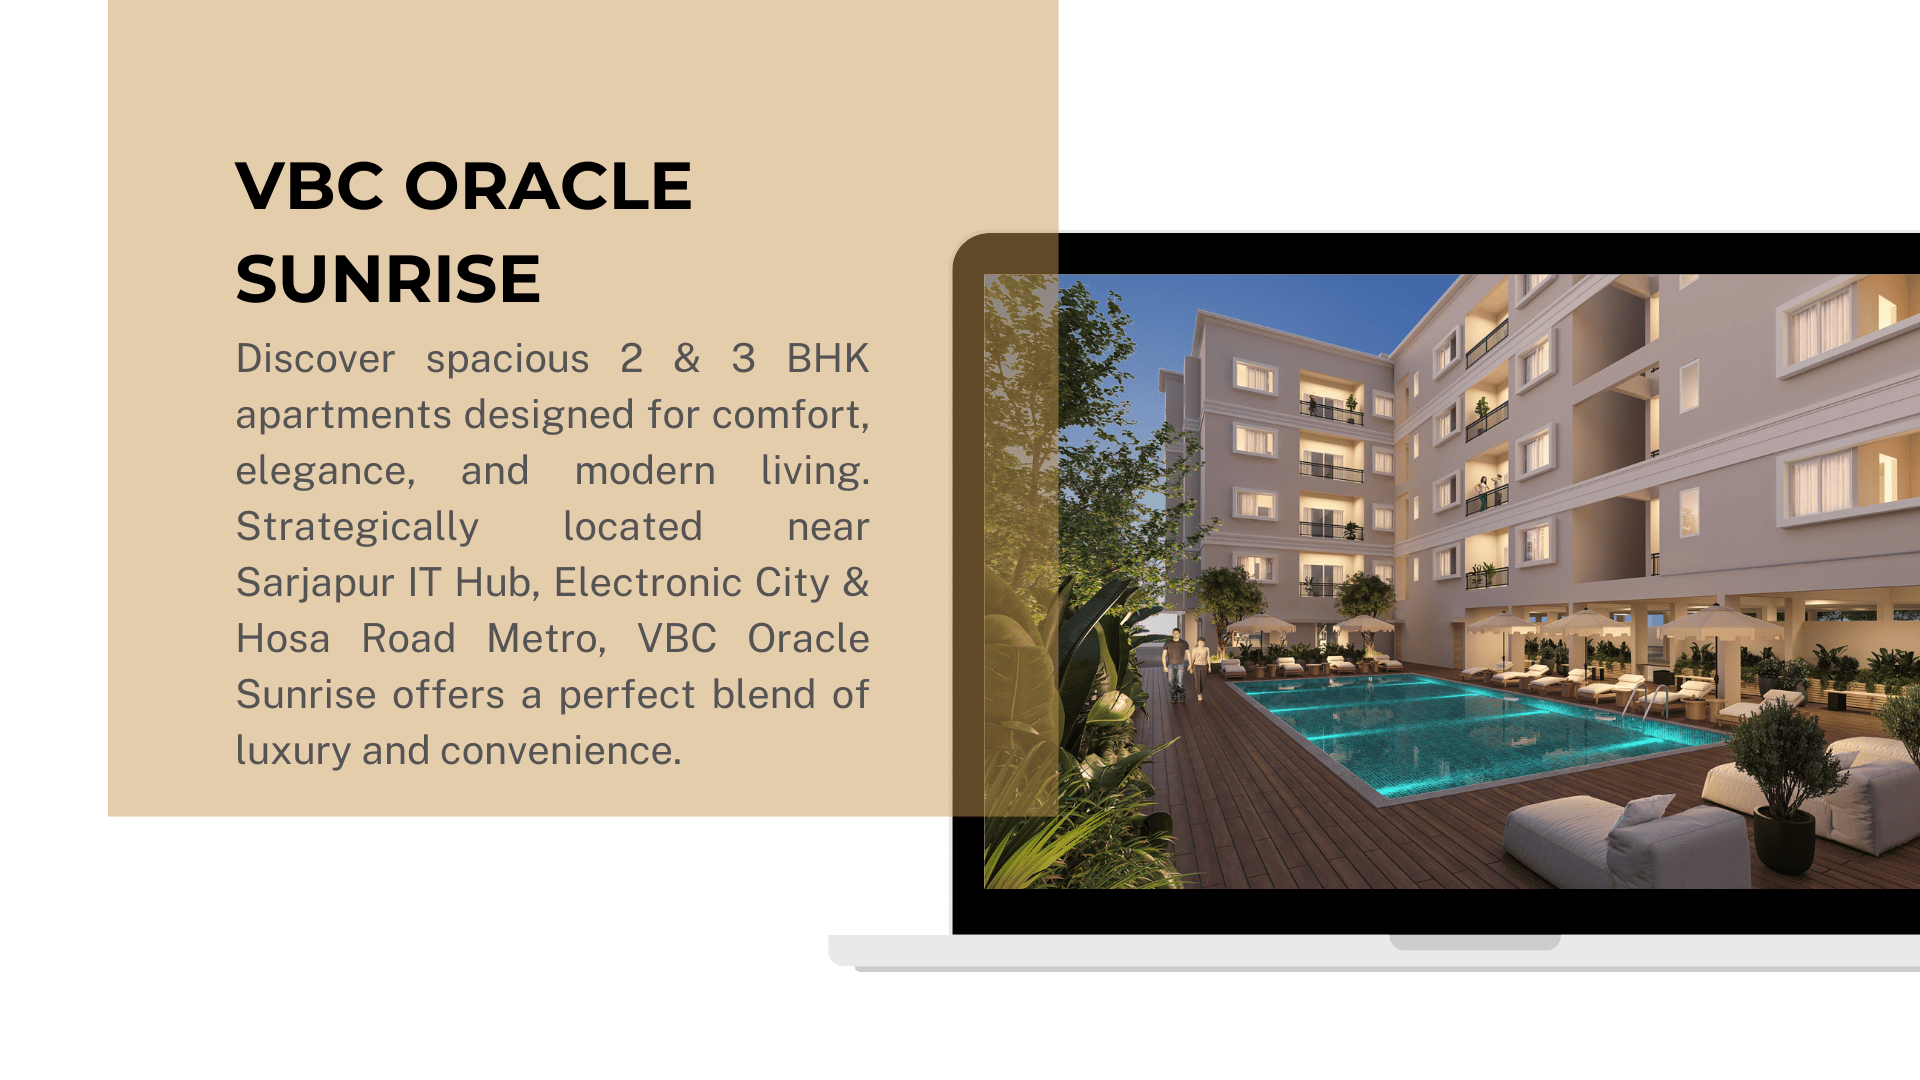 VBC ORACLE
SUNRISE
Discover spacious 2 & 3 BHK
apartments designed for comfort,
elegance, and modern living.
Strategically located near
Sarjapur IT Hub, Electronic City &
Hosa Road Metro, VBC Oracle
Sunrise offers a perfect blend of
luxury and convenience.